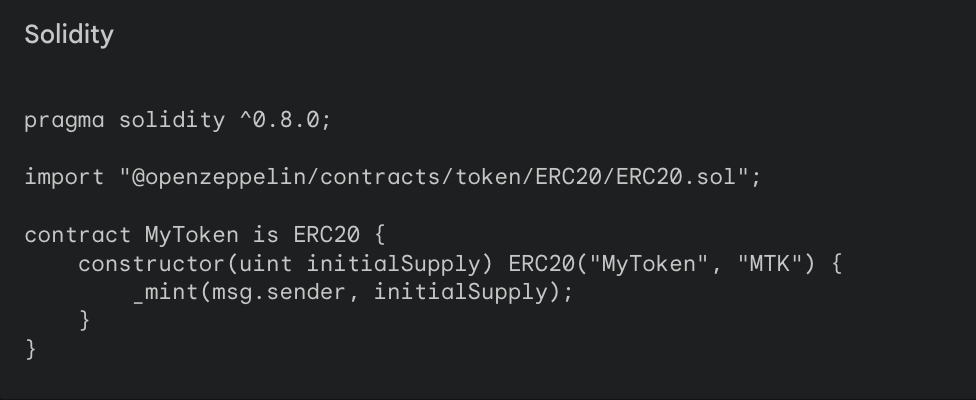 Solidity
pragma solidity ^0.8.0;
import "@openzeppelin/contracts/token/ERC20/ERC20.sol";
contract MyToken is ERC20 {
    constructor(uint initialSupply) ERC20("MyToken", "MTK") {
        _mint(msg.sender, initialSupply);
    }
}